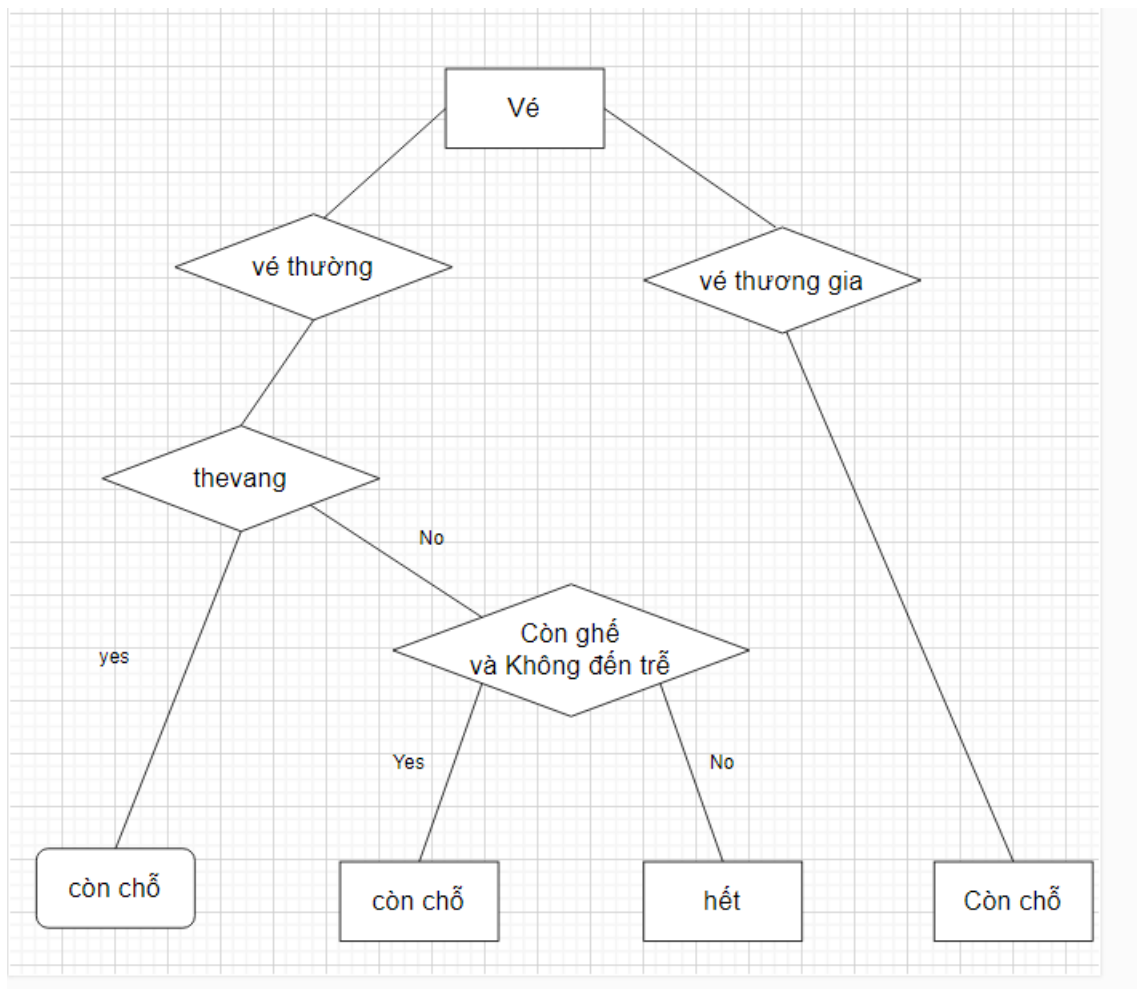 Vé
vé thường
vé thương gia
thevang
No
Còn ghế
và Không đến trễ
yes
Yes
No
còn chỗ
còn chỗ
hết
Còn chỗ